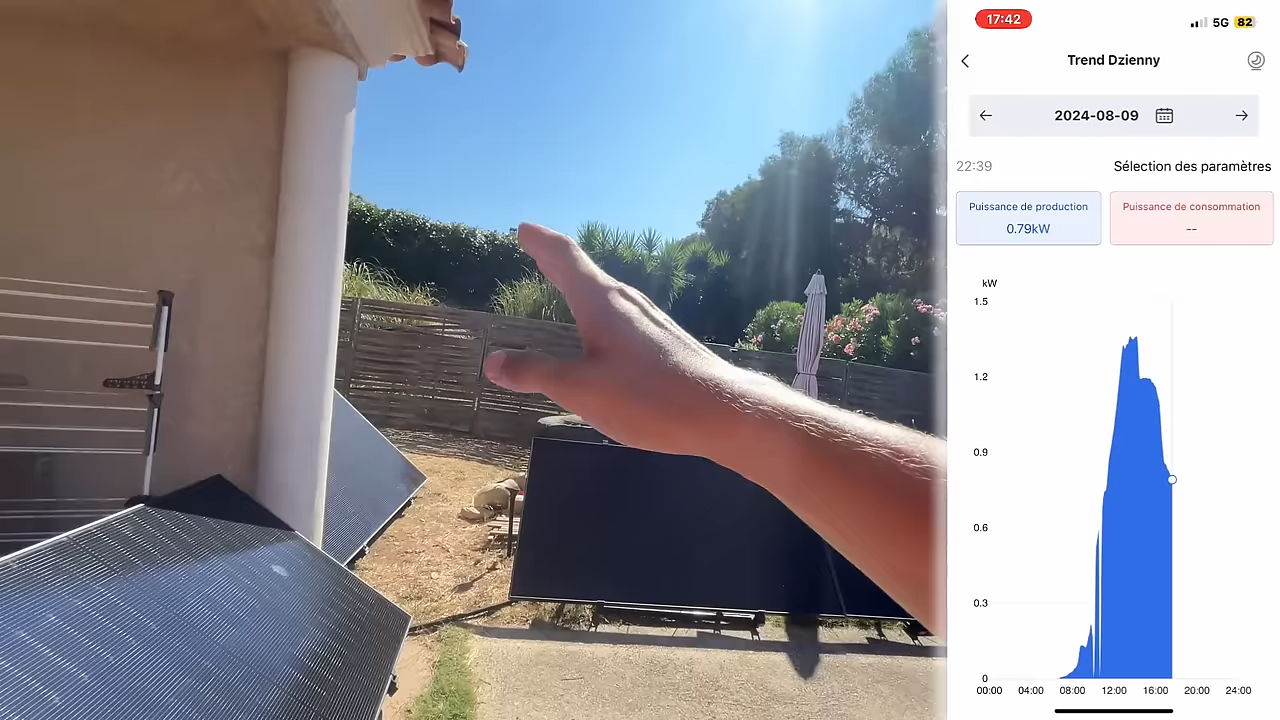 17:42
5G 82
Trend Dzienny
2024-08-09
22:39 Sélection des paramètres
Puissance de production Puissance de consommation
0.79kW --
kW
1.5
1.2
0.9
0.6
0.3
0
00:00 04:00 08:00 12:00 16:00 20:00 24:00